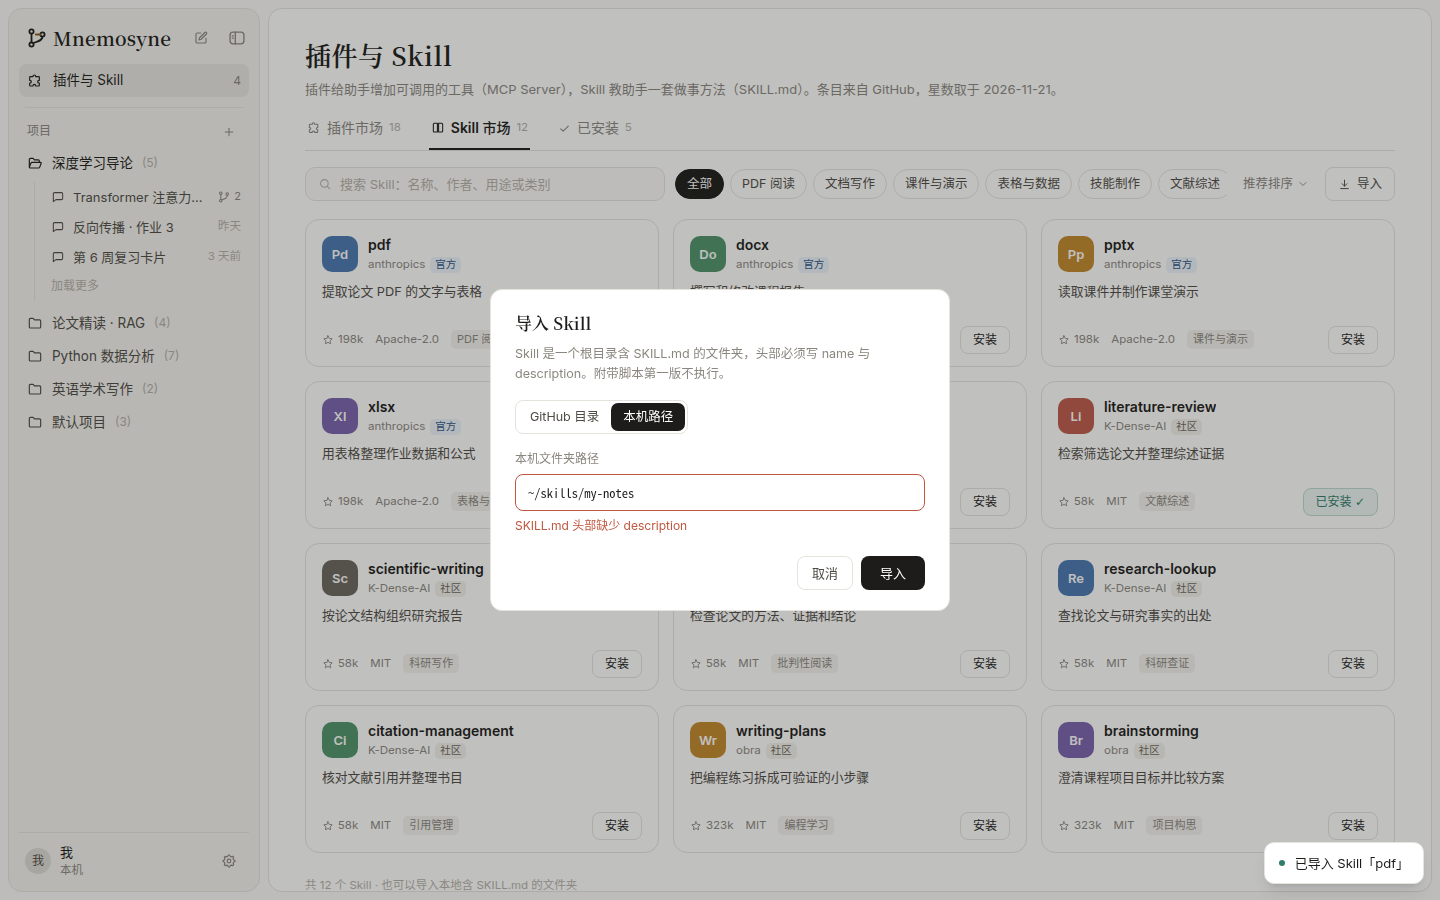 Mnemosyne
插件与 Skill 4
项目
深度学习导论 (5)
Transformer 注意力... 2
反向传播 · 作业 3 昨天
第 6 周复习卡片 3 天前
加载更多
论文精读 · RAG (4)
Python 数据分析 (7)
英语学术写作 (2)
默认项目 (3)
我 我
本机
插件与 Skill
插件给助手增加可调用的工具（MCP Server），Skill 教助手一套做事方法（SKILL.md）。条目来自 GitHub，星数取于 2026-11-21。
插件市场 18 Skill 市场 12 已安装 5
搜索 Skill：名称、作者、用途或类别 全部 PDF 阅读 文档写作 课件与演示 表格与数据 技能制作 文献综述 推荐排序 导入
Pd pdf
anthropics 官方
提取论文 PDF 的文字与表格
198k Apache-2.0 PDF
Do docx
anthropics 官方
安装
Pp pptx
anthropics 官方
读取课件并制作课堂演示
198k Apache-2.0 课件与演示 安装
Xl xlsx
anthropics 官方
用表格整理作业数据和公式
198k Apache-2.0 表格与
安装
Li literature-review
K-Dense-AI 社区
检索筛选论文并整理综述证据
58k MIT 文献综述 已安装 ✓
导入 Skill
Skill 是一个根目录含 SKILL.md 的文件夹，头部必须写 name 与
description。附带脚本第一版不执行。
GitHub 目录 本机路径
本机文件夹路径
~/skills/my-notes
SKILL.md 头部缺少 description
取消 导入
Sc scientific-writing
K-Dense-AI 社区
按论文结构组织研究报告
58k MIT 科研写作 安装
检查论文的方法、证据和结论
58k MIT 批判性阅读 安装
Re research-lookup
K-Dense-AI 社区
查找论文与研究事实的出处
58k MIT 科研查证 安装
Ci citation-management
K-Dense-AI 社区
核对文献引用并整理书目
58k MIT 引用管理 安装
Wr writing-plans
obra 社区
把编程练习拆成可验证的小步骤
323k MIT 编程学习 安装
Br brainstorming
obra 社区
澄清课程项目目标并比较方案
323k MIT 项目构思 安装
共 12 个 Skill · 也可以导入本地含 SKILL.md 的文件夹
已导入 Skill「pdf」